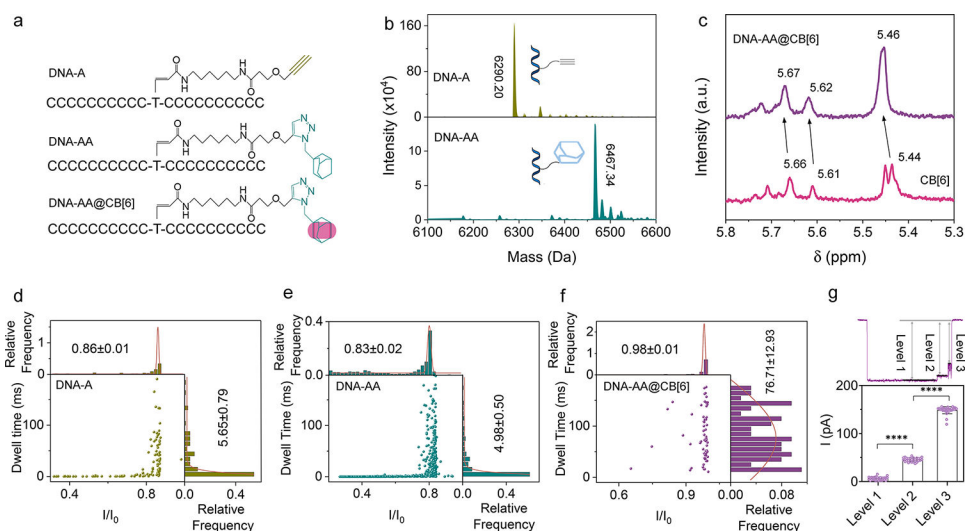 a
DNA-A
O
NH
H
N
O
O
CCCCCCCCCC-T-CCCCCCCCCC
DNA-AA
O
NH
H
N
O
O
N=N
N
CCCCCCCCCC-T-CCCCCCCCCC
DNA-AA@CB[6]
O
NH
H
N
O
O
N=N
N
CCCCCCCCCC-T-CCCCCCCCCC
b
Intensity (x10⁴)
160
80
0
10
5
0
DNA-A
6290.20
DNA-AA
6467.34
6100 6200 6300 6400 6500 6600
Mass (Da)
c
Intensity (a.u.)
DNA-AA@CB[6]
5.46
5.67
5.62
5.66
5.61
5.44
CB[6]
5.8 5.7 5.6 5.5 5.4 5.3
δ (ppm)
d
Relative
Frequency
1
0
0.86±0.01
DNA-A
Dwell time (ms)
100
0
5.65±0.79
0.4 0.8 0.0 0.4
I/I₀
Relative
Frequency
e
Relative
Frequency
0.4
0.2
0.0
0.83±0.02
DNA-AA
Dwell Time (ms)
100
0
4.98±0.50
0.4 0.8 0.0 0.4
I/I₀
Relative
Frequency
f
Relative
Frequency
2
1
0
0.98±0.01
DNA-AA@CB[6]
Dwell Time (ms)
100
0
76.71±12.93
0.6 0.9 0.00 0.08
I/I₀
Relative
Frequency
g
Level 1
Level 2
Level 3
I (pA)
200
100
0
****
****
Level 1
Level 2
Level 3